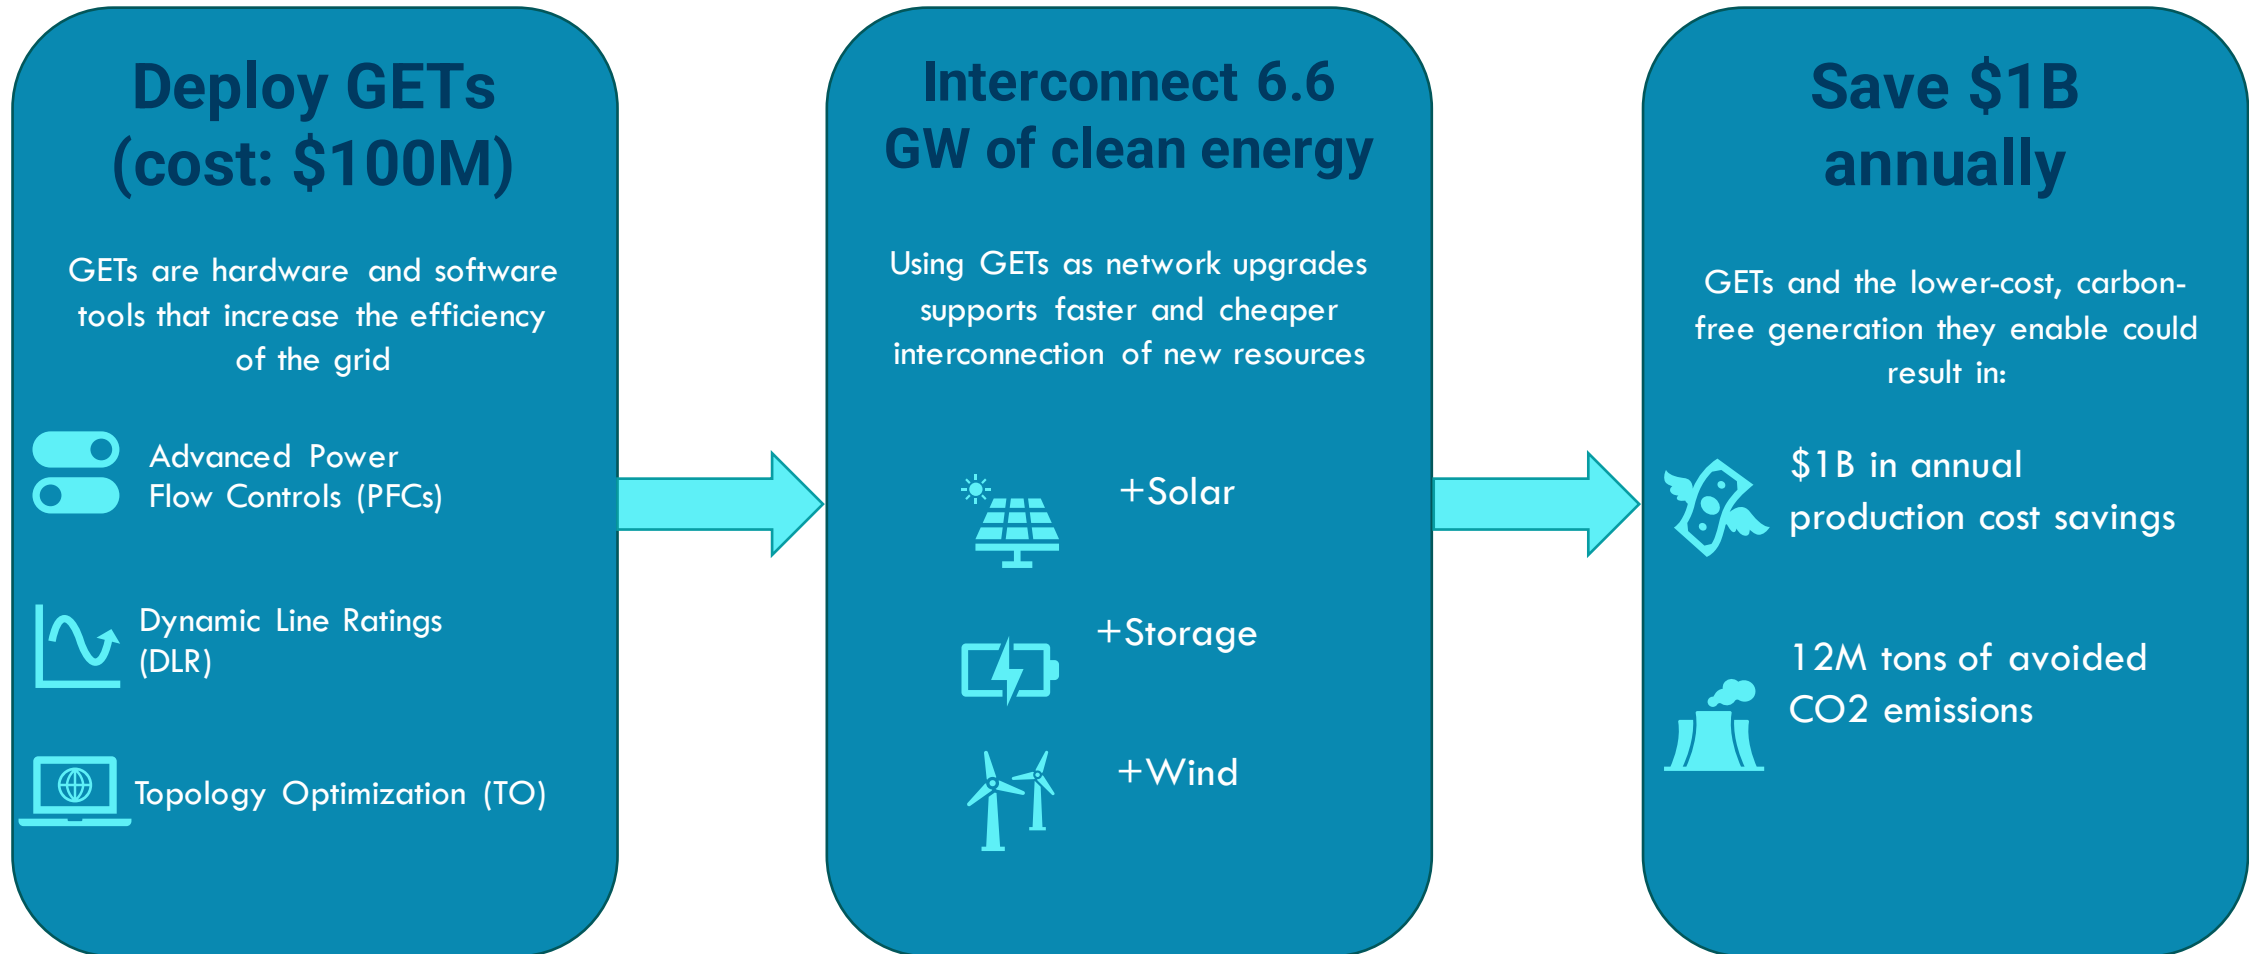 Deploy GETs
(cost: $100M)
GETs are hardware and software
tools that increase the efficiency
of the grid
Advanced Power
Flow Controls (PFCs)
Dynamic Line Ratings
(DLR)
Topology Optimization (TO)
Interconnect 6.6
GW of clean energy
Using GETs as network upgrades
supports faster and cheaper
interconnection of new resources
+Solar
+Storage
+Wind
Save $1B
annually
GETs and the lower-cost, carbon-
free generation they enable could
result in:
$1B in annual
production cost savings
12M tons of avoided
CO2 emissions